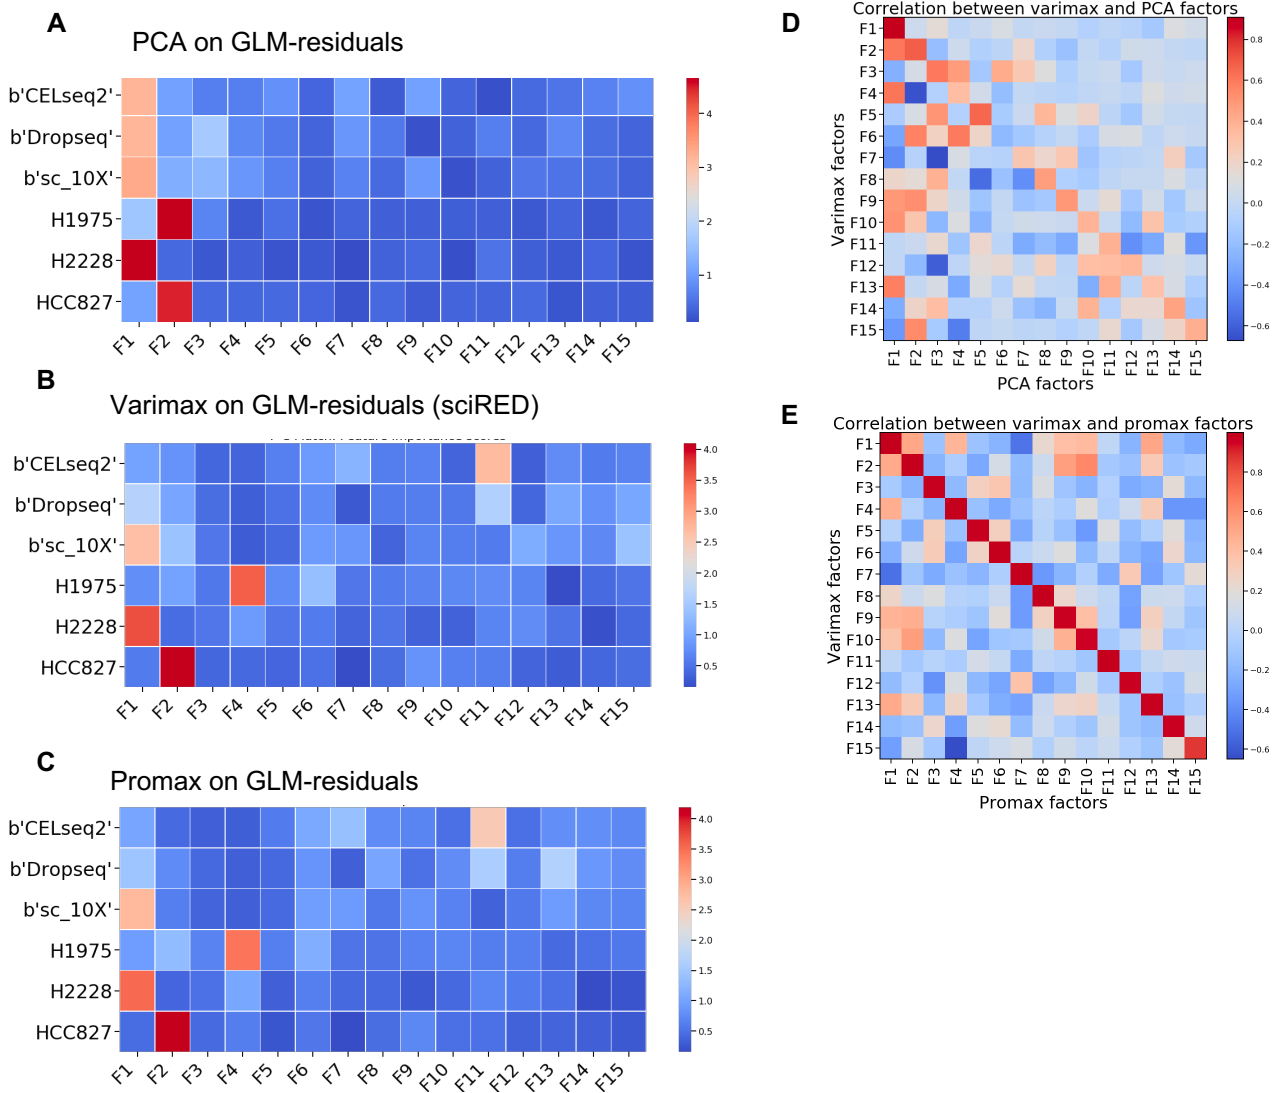 A
PCA on GLM-residuals
b'CELseq2'
b'Dropseq'
b'sc_10X'
H1975
H2228
HCC827
F1 F2 F3 F4 F5 F6 F7 F8 F9 F10 F11 F12 F13 F14 F15
4
3
2
1
B
Varimax on GLM-residuals (sciRED)
b'CELseq2'
b'Dropseq'
b'sc_10X'
H1975
H2228
HCC827
F1 F2 F3 F4 F5 F6 F7 F8 F9 F10 F11 F12 F13 F14 F15
4.0
3.5
3.0
2.5
2.0
1.5
1.0
0.5
C
Promax on GLM-residuals
b'CELseq2'
b'Dropseq'
b'sc_10X'
H1975
H2228
HCC827
F1 F2 F3 F4 F5 F6 F7 F8 F9 F10 F11 F12 F13 F14 F15
4.0
3.5
3.0
2.5
2.0
1.5
1.0
0.5
D
Correlation between varimax and PCA factors
Varimax factors
F1
F2
F3
F4
F5
F6
F7
F8
F9
F10
F11
F12
F13
F14
F15
F1 F2 F3 F4 F5 F6 F7 F8 F9 F10 F11 F12 F13 F14 F15
PCA factors
0.8
0.6
0.4
0.2
0.0
−0.2
−0.4
−0.6
E
Correlation between varimax and promax factors
Varimax factors
F1
F2
F3
F4
F5
F6
F7
F8
F9
F10
F11
F12
F13
F14
F15
F1 F2 F3 F4 F5 F6 F7 F8 F9 F10 F11 F12 F13 F14 F15
Promax factors
0.8
0.6
0.4
0.2
0.0
−0.2
−0.4
−0.6